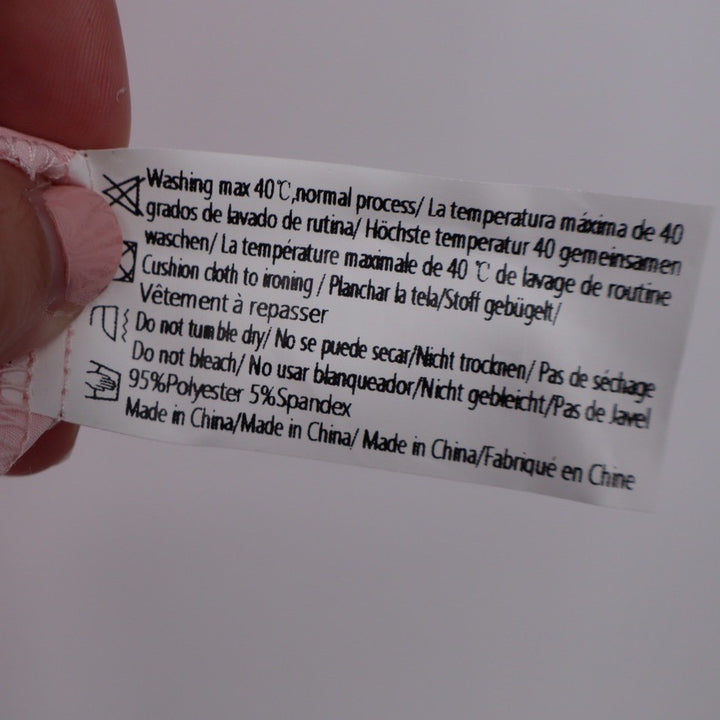 Washing max 40℃,normal process/ La temperatura máxima de 40
grados de lavado de rutina/ Höchste temperatur 40 gemeinsamen
waschen/ La température maximale de 40 ℃ de lavage de routine
Cushion cloth to ironing / Planchar la tela/Stoff gebügelt/
Vêtement à repasser
Do not tumble dry/ No se puede secar/Nicht trocknen/ Pas de séchage
Do not bleach/ No usar blanqueador/Nicht gebleicht/Pas de Javel
95%Polyester 5%Spandex
Made in China/Made in China/ Made in China/Fabriqué en Chine